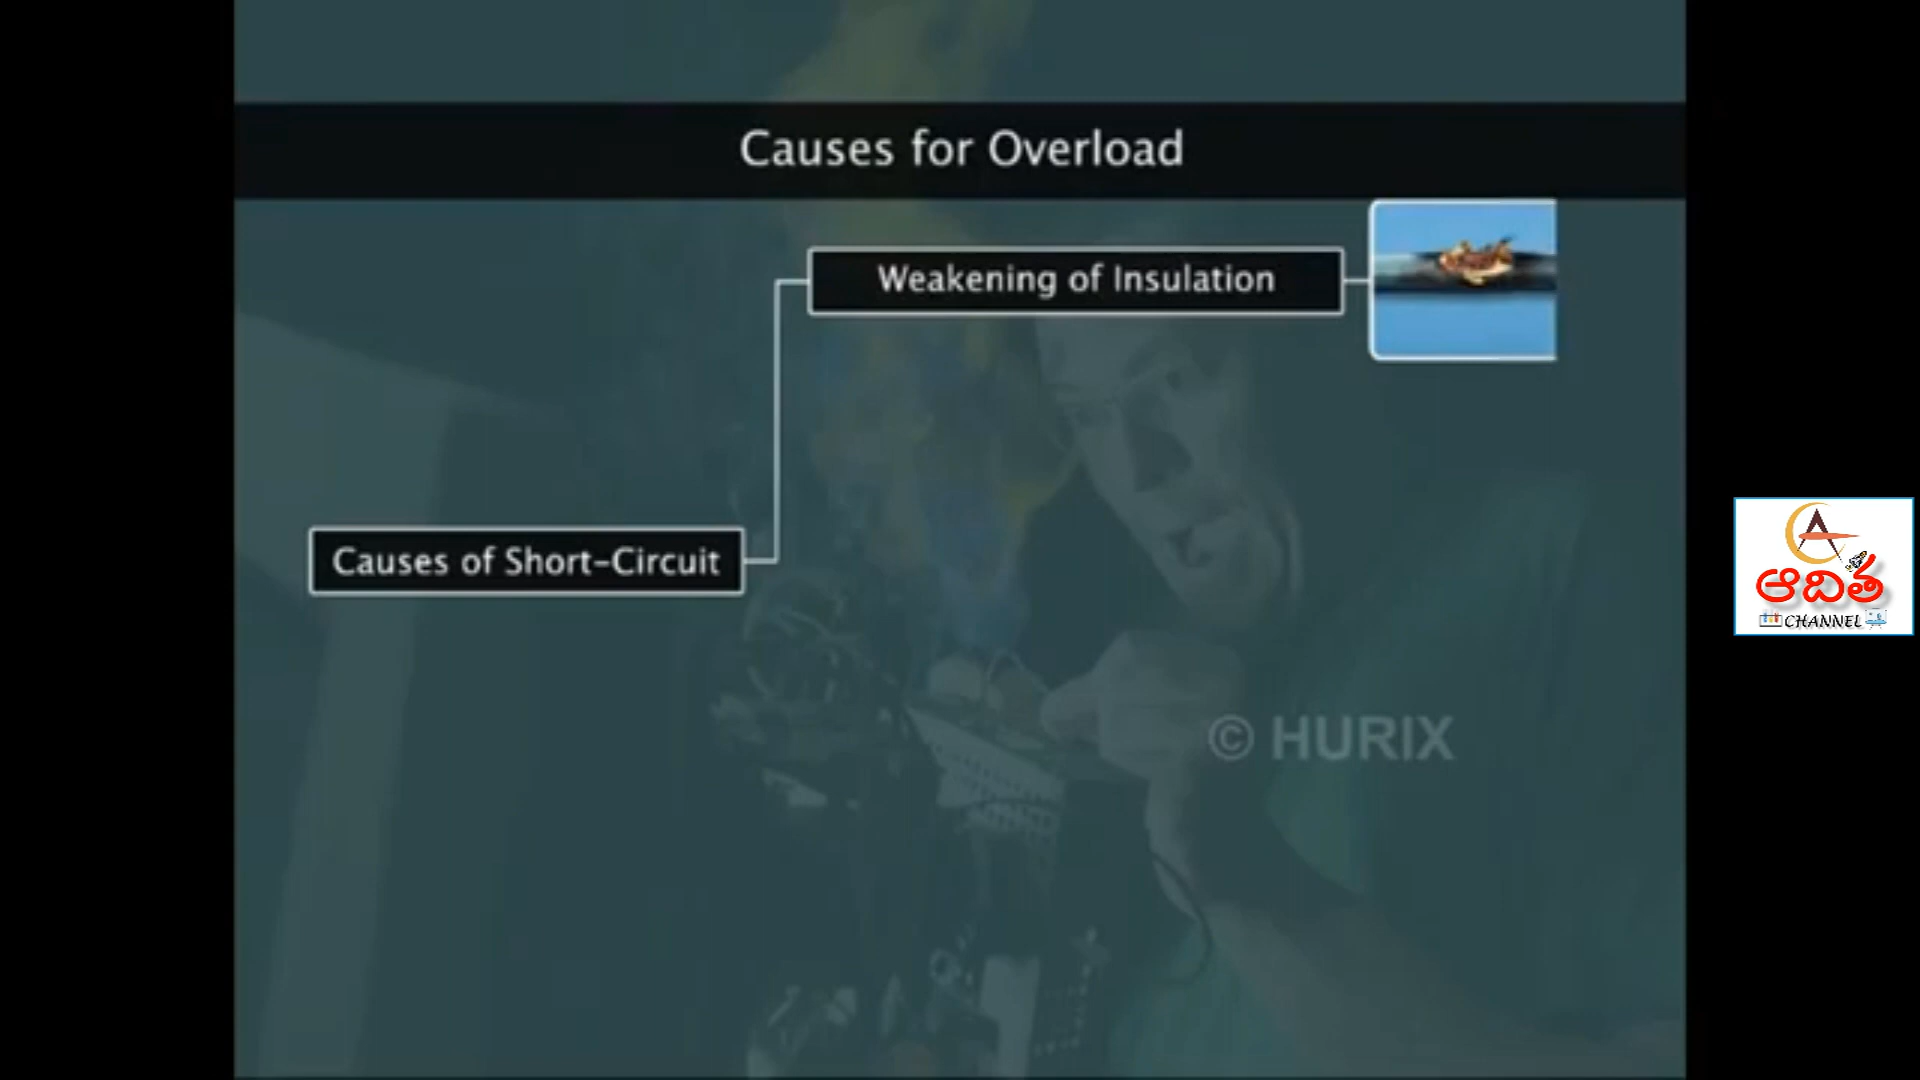 Causes for Overload
Weakening of Insulation
Causes of Short-Circuit
ఆదిత్య
CHANNEL
© HURIX